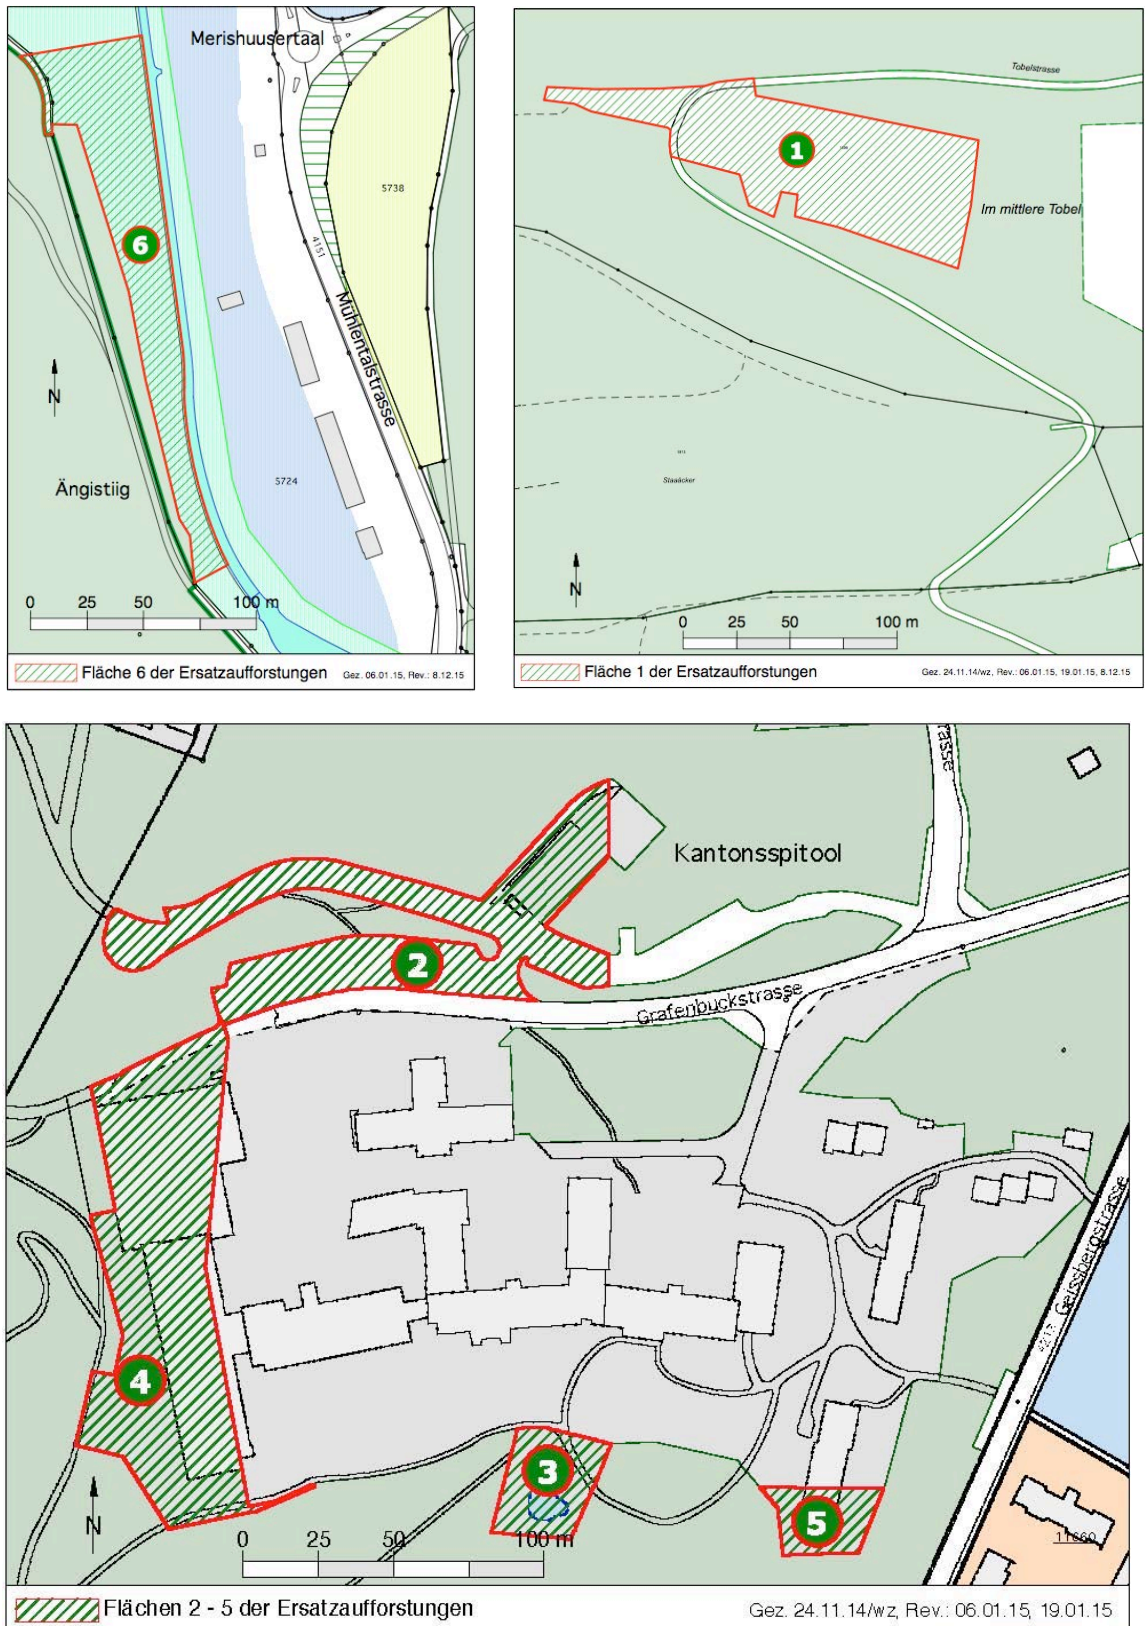 Merishuusertaal
5738
4151
Mühlentalstrasse
6
N
Ängistiig
5724
0 25 50 100 m
Fläche 6 der Ersatzaufforstungen Gez. 06.01.15, Rev.: 8.12.15
Tobelstrasse
1
Im mittlere Tobel
Staaäcker
N
0 25 50 100 m
Fläche 1 der Ersatzaufforstungen Gez. 24.11.14/wz, Rev.: 06.01.15, 19.01.15, 8.12.15
rasse
Kantonsspitool
2
Grafenbuckstrasse
Geissbergstrasse
4
3
5
N
0 25 50 100 m
11660
Flächen 2 - 5 der Ersatzaufforstungen Gez. 24.11.14/wz, Rev.: 06.01.15, 19.01.15